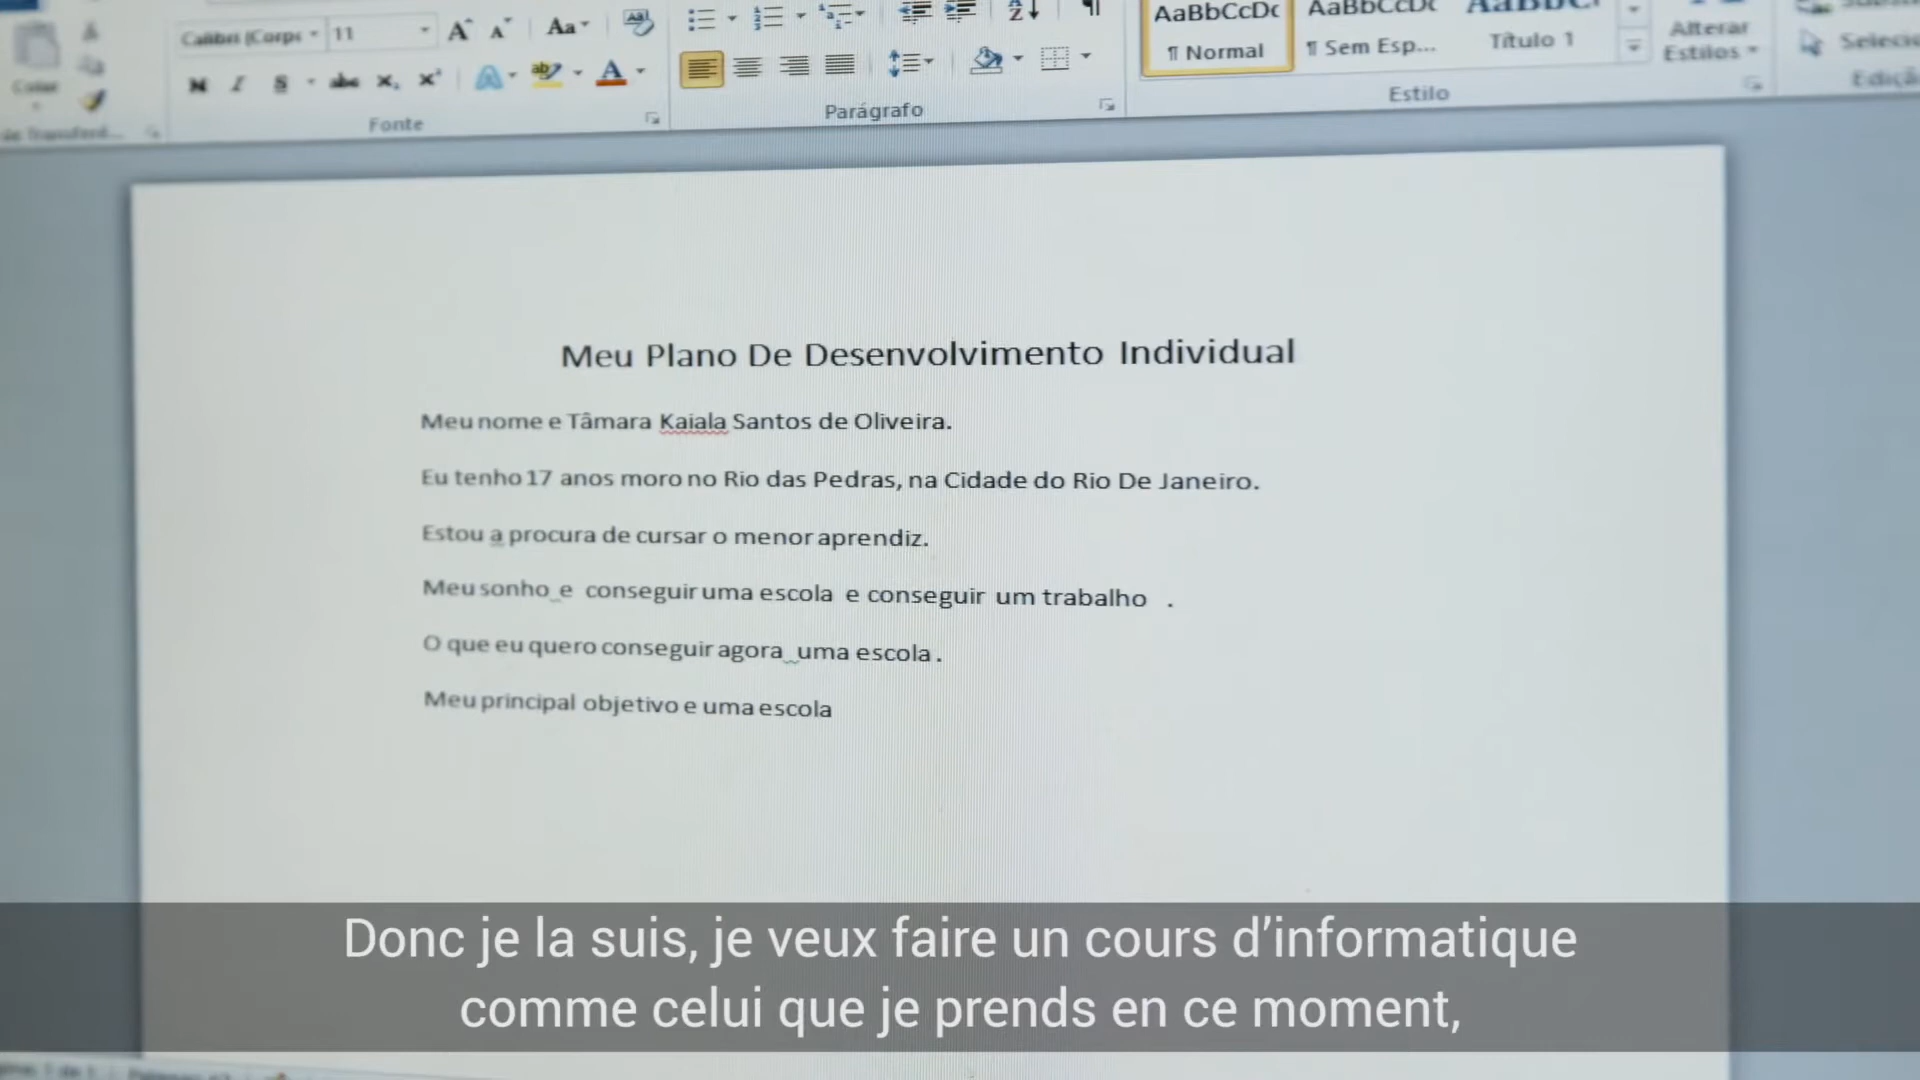 Calibri (Corpo 11
Aa
AaBbCcDc
AaBbCcDc
¶ Normal
¶ Sem Esp...
Título 1
Alterar
Estilos
Colar
Fonte
Parágrafo
Estilo
Meu Plano De Desenvolvimento Individual
Meu nome e Tâmara Kaiala Santos de Oliveira.
Eu tenho 17 anos moro no Rio das Pedras, na Cidade do Rio De Janeiro.
Estou a procura de cursar o menor aprendiz.
Meu sonho e conseguir uma escola e conseguir um trabalho .
O que eu quero conseguir agora uma escola .
Meu principal objetivo e uma escola
Donc je la suis, je veux faire un cours d’informatique
comme celui que je prends en ce moment,